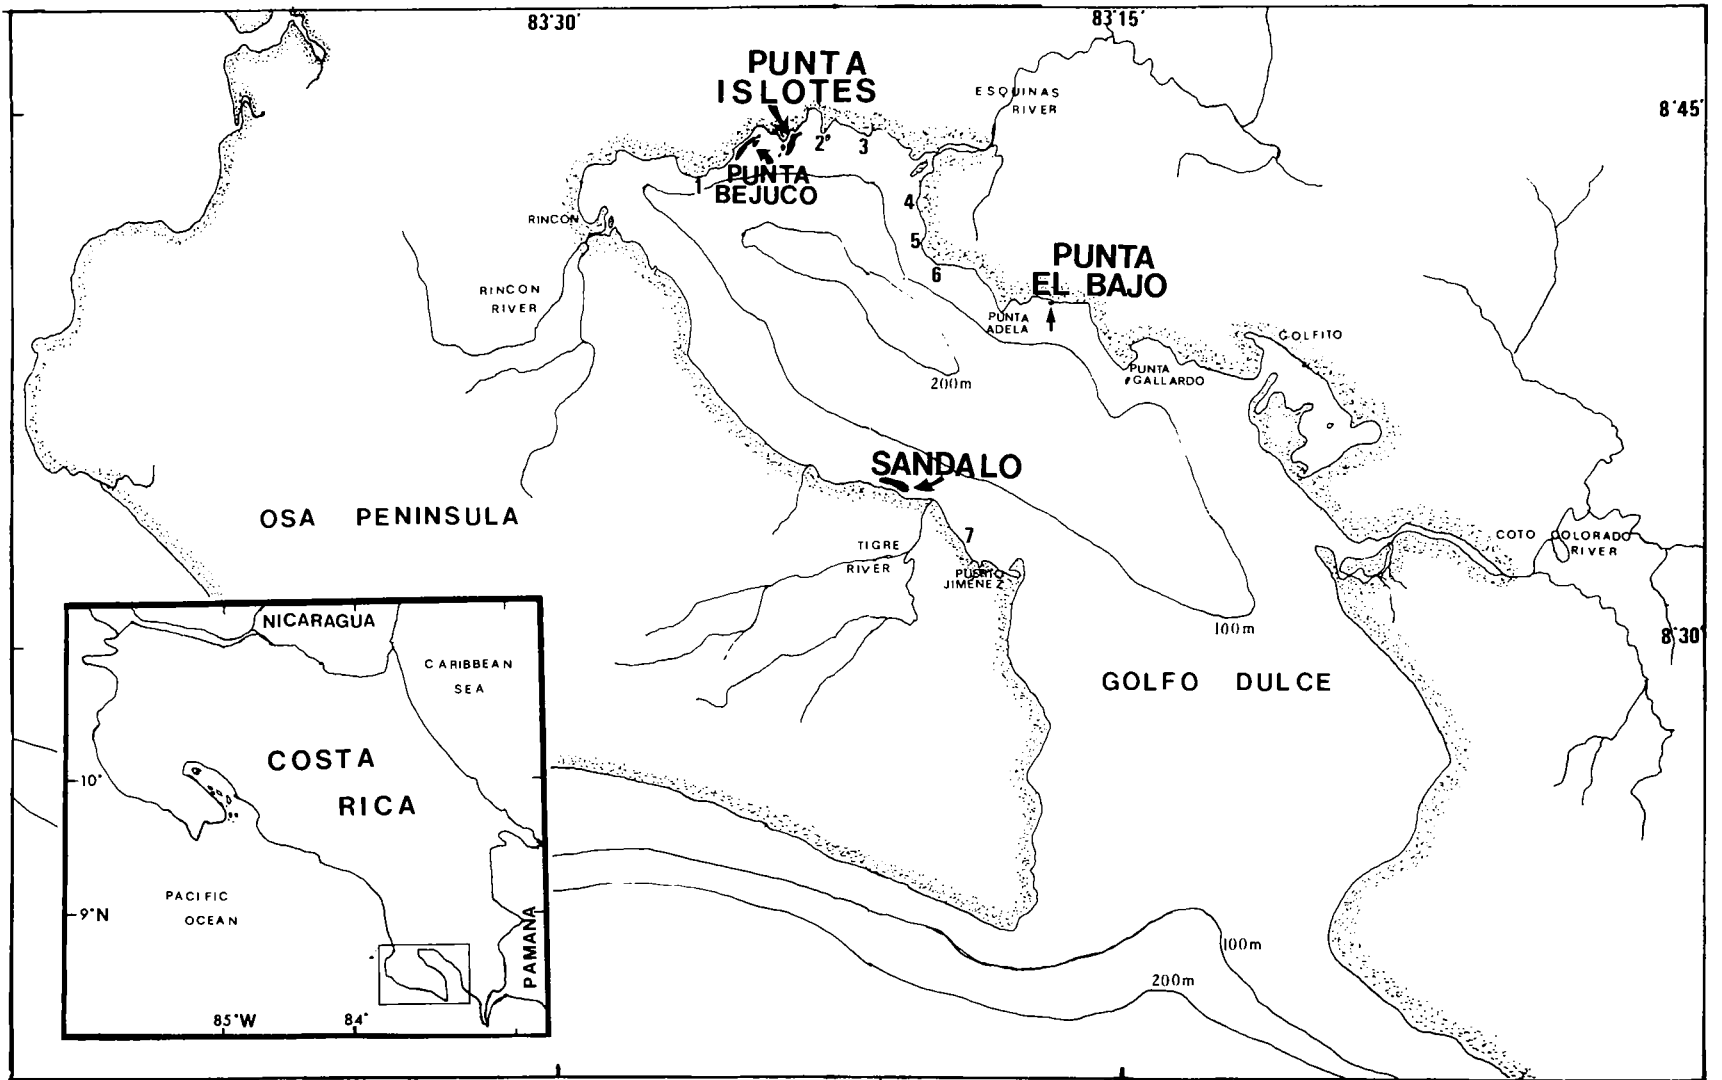 83°30'
83°15'
PUNTA
ISLOTES
ESQUINAS
RIVER
8°45'
2
3
PUNTA
BEJUCO
1
4
RINCON
5
6
PUNTA
EL BAJO
RINCON
RIVER
PUNTA
ADELA
GOLFITO
PUNTA
GALLARDO
200m
SANDALO
OSA PENINSULA
7
TIGRE
RIVER
PUERTO
JIMENEZ
COTO COLORADO
RIVER
100m
8°30'
GOLFO DULCE
NICARAGUA
CARIBBEAN
SEA
COSTA
RICA
10°
PACIFIC
OCEAN
9°N
PAMANA
85°W
84°
100m
200m